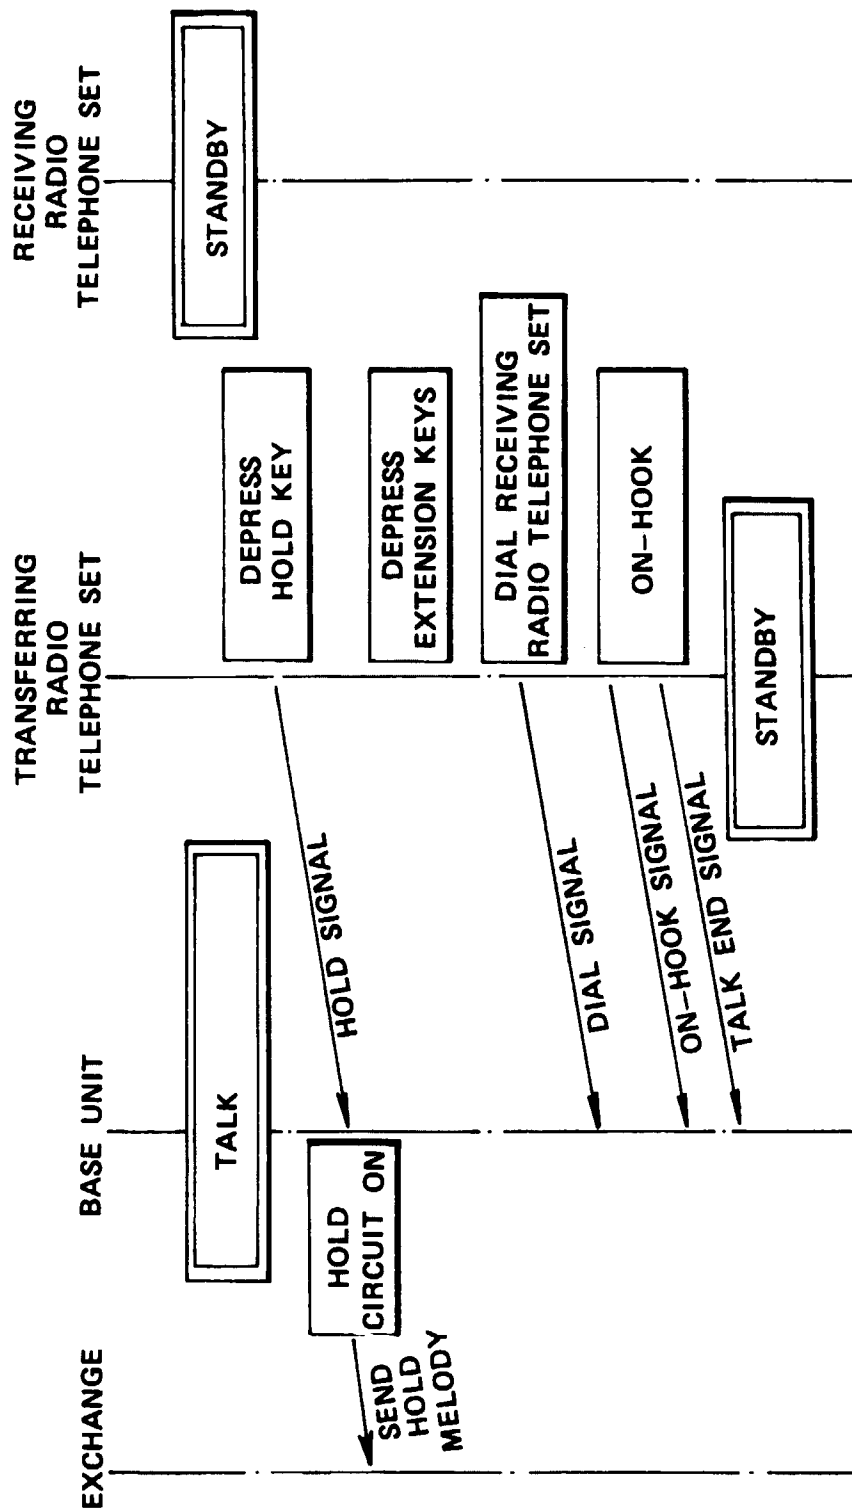 EXCHANGE
BASE UNIT
TRANSFERRING
RADIO
TELEPHONE SET
RECEIVING
RADIO
TELEPHONE SET
TALK
STANDBY
DEPRESS
HOLD KEY
HOLD SIGNAL
HOLD
CIRCUIT ON
SEND
HOLD
MELODY
DEPRESS
EXTENSION KEYS
DIAL RECEIVING
RADIO TELEPHONE SET
DIAL SIGNAL
ON-HOOK
ON-HOOK SIGNAL
TALK END SIGNAL
STANDBY